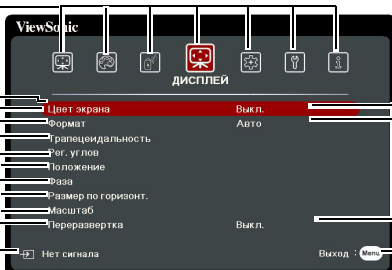 ViewSonic
ДИСПЛЕЙ
Цвет экрана Выкл.
Формат Авто
Трапецеидальность
Рег. углов
Положение
Фаза
Размер по горизонт.
Масштаб
Переразвертка Выкл.
Нет сигнала Выход : Menu